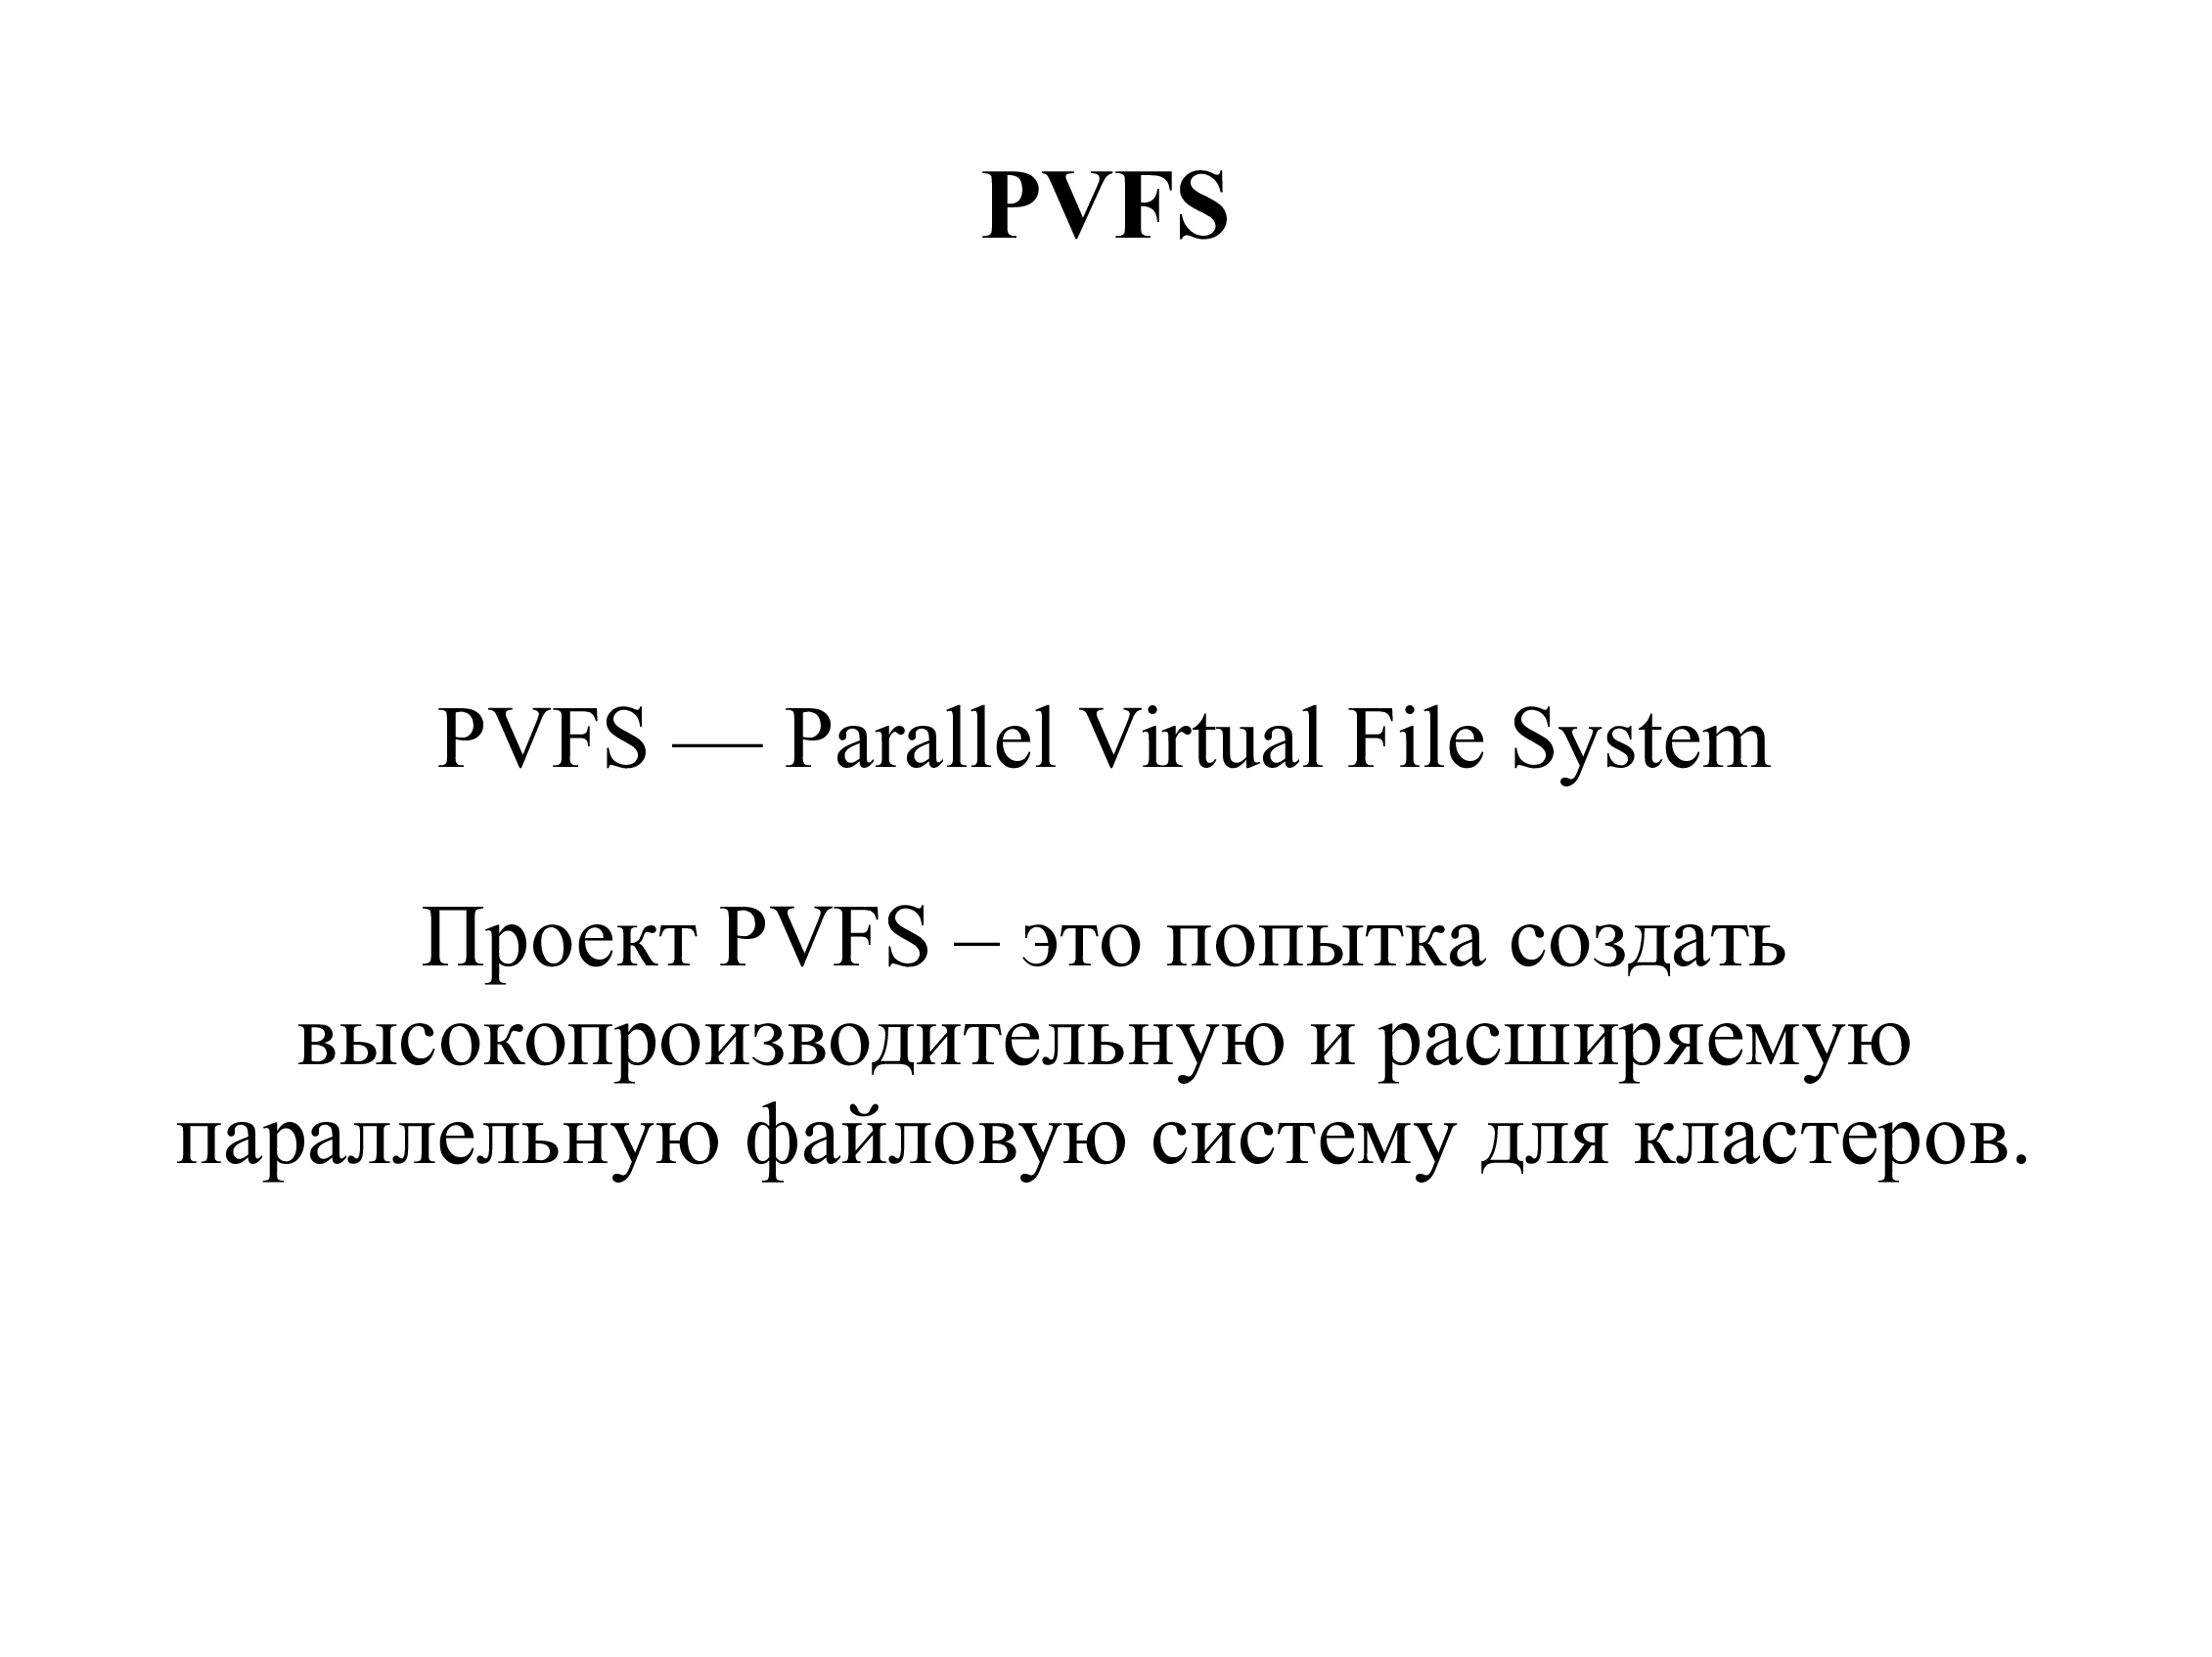 PVFS
PVFS — Parallel Virtual File System
Проект PVFS – это попытка создать
высокопроизводительную и расширяемую
параллельную файловую систему для кластеров.